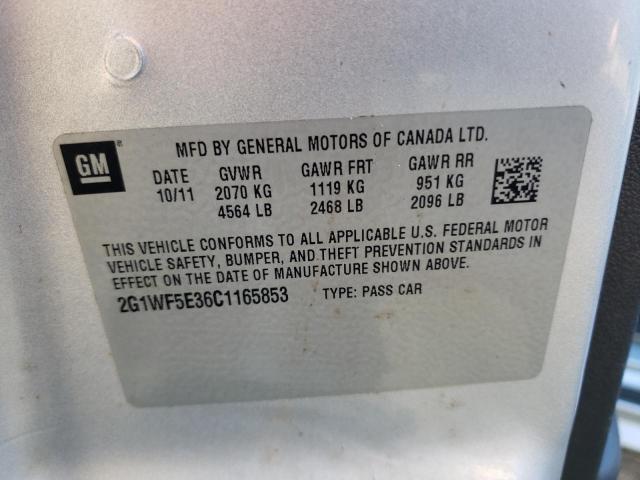 GM
MFD BY GENERAL MOTORS OF CANADA LTD.
DATE GVWR GAWR FRT GAWR RR
10/11 2070 KG 1119 KG 951 KG
4564 LB 2468 LB 2096 LB
THIS VEHICLE CONFORMS TO ALL APPLICABLE U.S. FEDERAL MOTOR
VEHICLE SAFETY, BUMPER, AND THEFT PREVENTION STANDARDS IN
EFFECT ON THE DATE OF MANUFACTURE SHOWN ABOVE.
2G1WF5E36C1165853 TYPE: PASS CAR